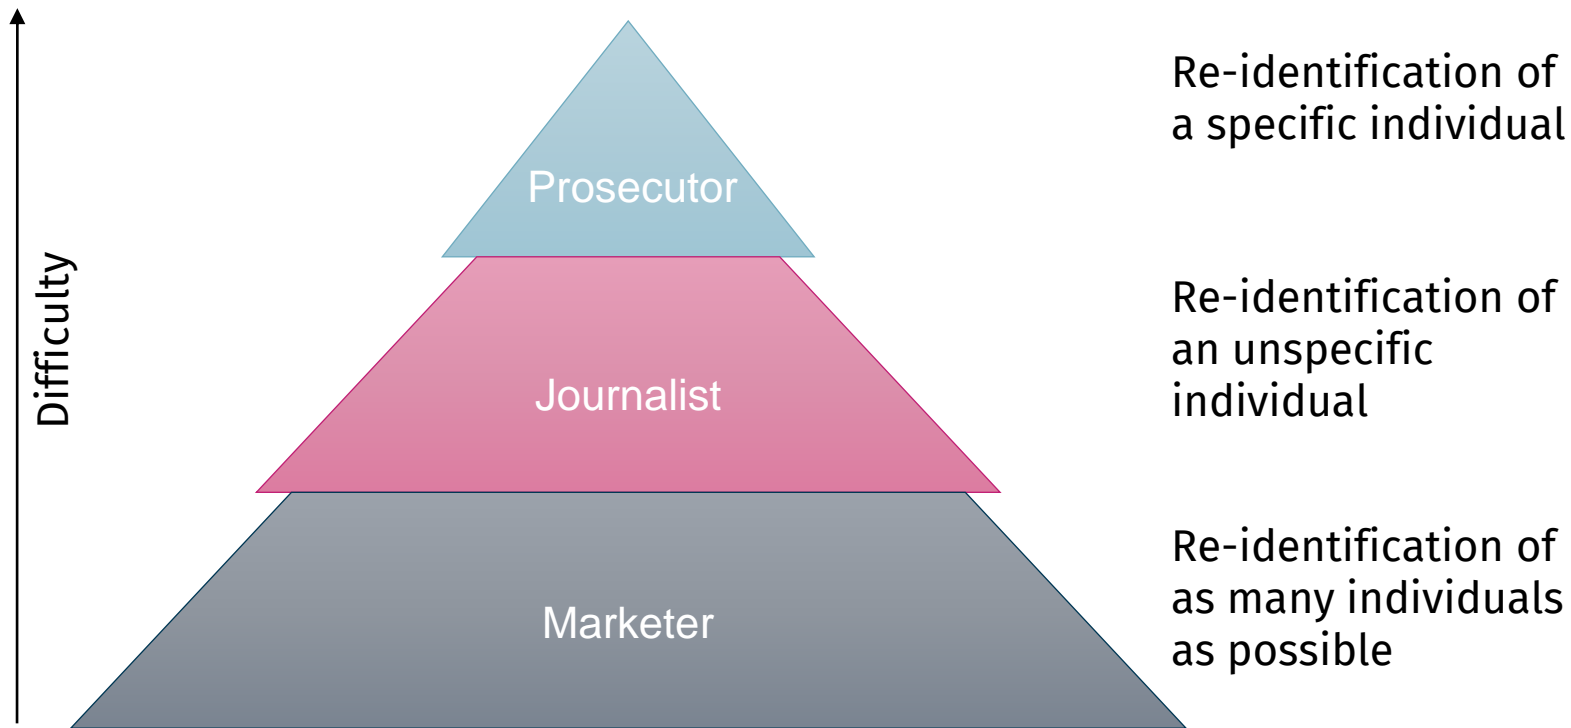 Difficulty
Prosecutor
Re-identification of
a specific individual
Journalist
Re-identification of
an unspecific
individual
Marketer
Re-identification of
as many individuals
as possible